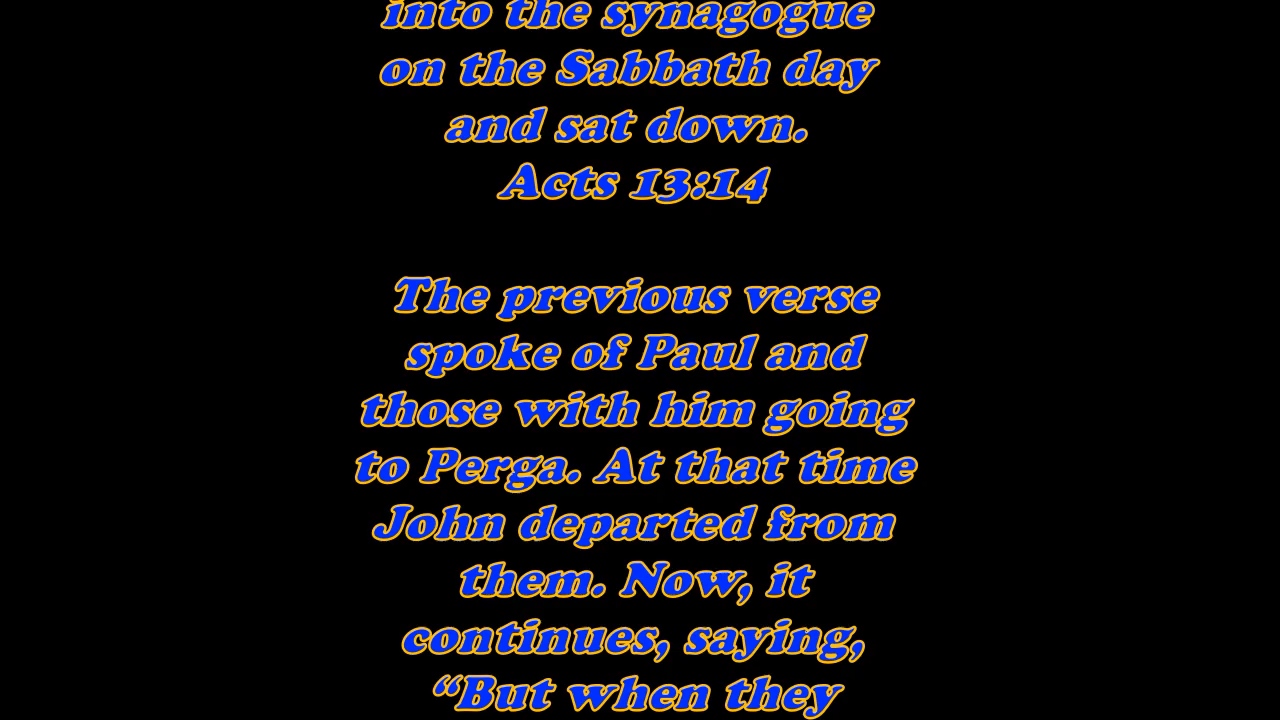 into the synagogue
on the Sabbath day
and sat down.
Acts 13:14
The previous verse
spoke of Paul and
those with him going
to Perga. At that time
John departed from
them. Now, it
continues, saying,
“But when they